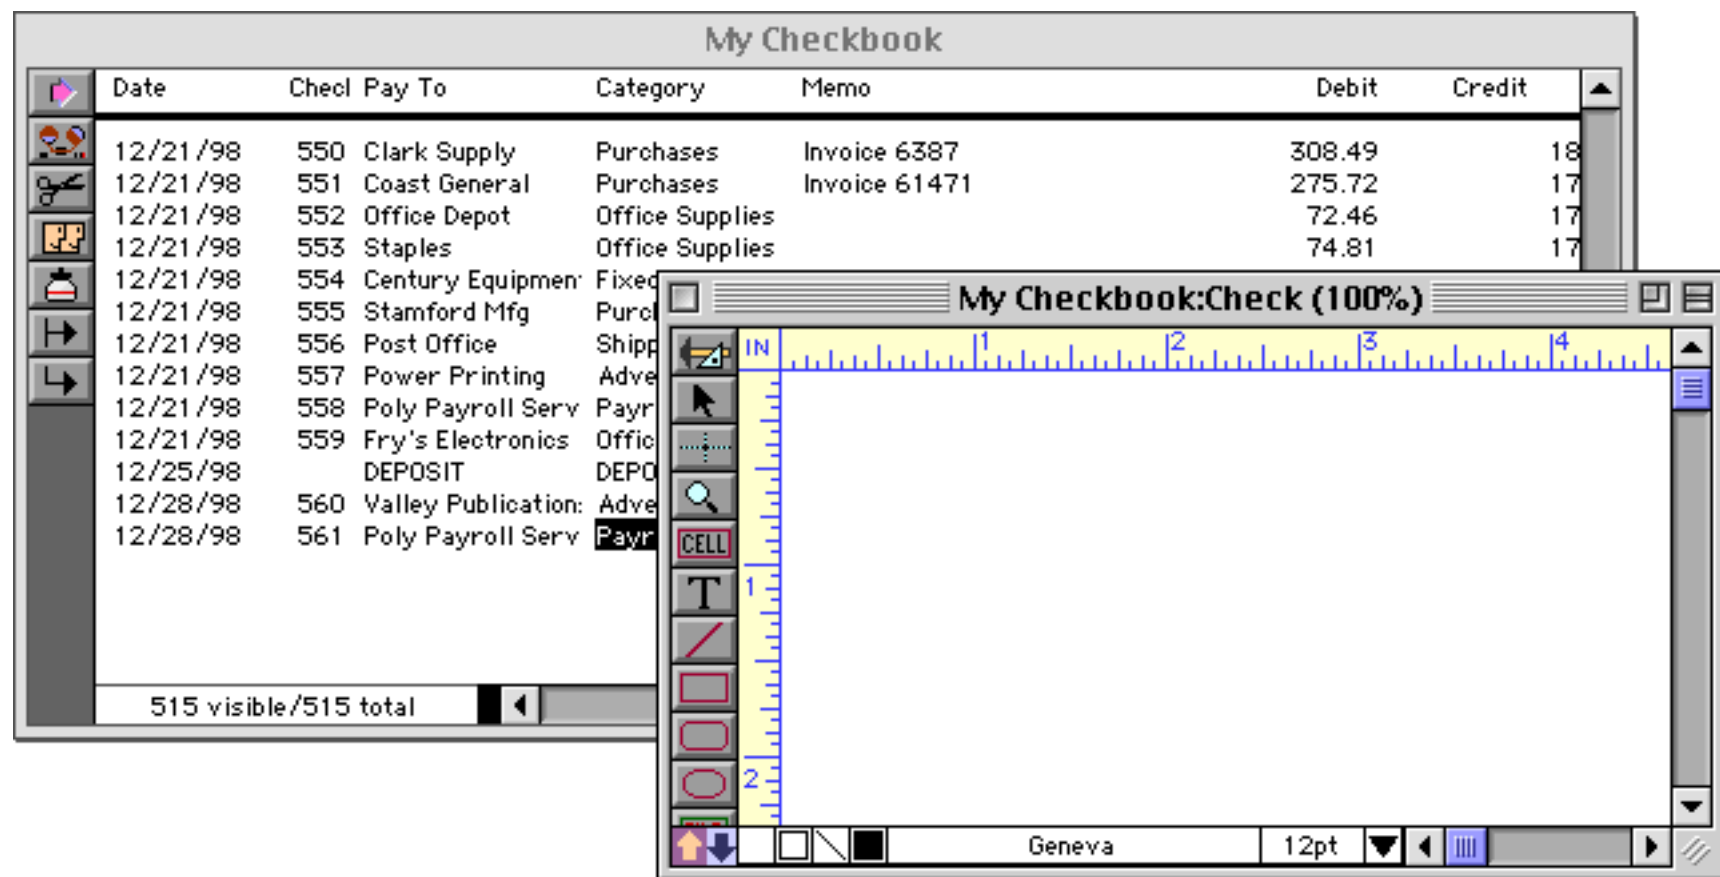 My Checkbook
Date Checl Pay To Category Memo Debit Credit
12/21/98 550 Clark Supply Purchases Invoice 6387 308.49 18
12/21/98 551 Coast General Purchases Invoice 61471 275.72 17
12/21/98 552 Office Depot Office Supplies 72.46 17
12/21/98 553 Staples Office Supplies 74.81 17
12/21/98 554 Century Equipmen Fixed
12/21/98 555 Stamford Mfg Purcl
12/21/98 556 Post Office Shipp
12/21/98 557 Power Printing Adve
12/21/98 558 Poly Payroll Serv Payr
12/21/98 559 Fry's Electronics Offic
12/25/98 DEPOSIT DEPO
12/28/98 560 Valley Publication: Adve
12/28/98 561 Poly Payroll Serv Payr
515 visible/515 total
My Checkbook:Check (100%)
IN 1 2 3 4
CELL
T
1
2
Geneva 12pt